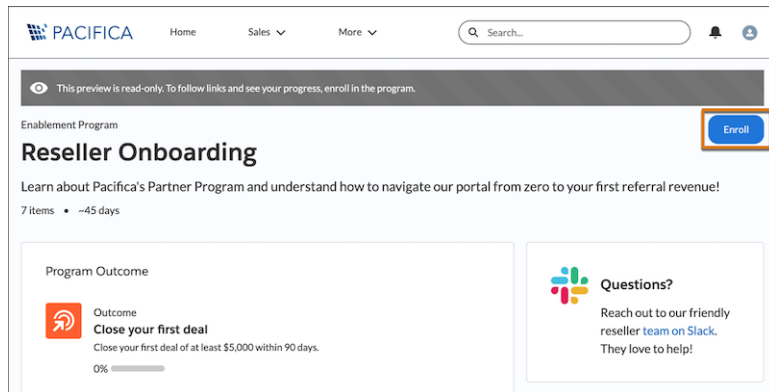 PACIFICA
Home
Sales
More
Search...
This preview is read-only. To follow links and see your progress, enroll in the program.
Enablement Program
Enroll
Reseller Onboarding
Learn about Pacifica's Partner Program and understand how to navigate our portal from zero to your first referral revenue!
7 items • ~45 days
Program Outcome
Outcome
Close your first deal
Close your first deal of at least $5,000 within 90 days.
0%
Questions?
Reach out to our friendly
reseller team on Slack.
They love to help!